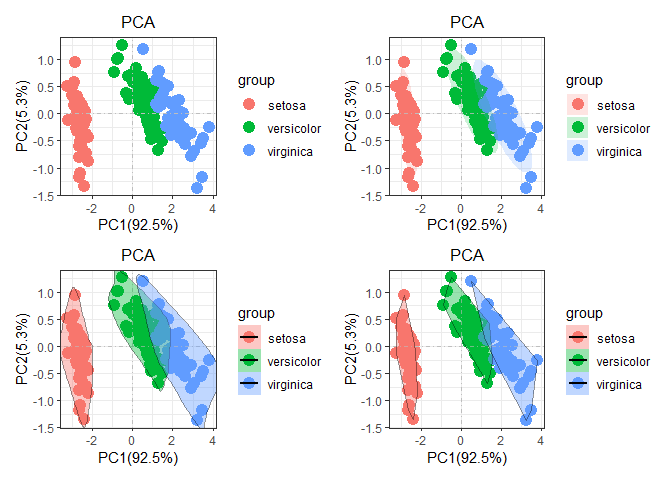 PCA
PC2(5.3%)
1.0
0.5
0.0
-0.5
-1.0
-1.5
-2
0
2
4
PC1(92.5%)
group
setosa
versicolor
virginica
PCA
PC2(5.3%)
1.0
0.5
0.0
-0.5
-1.0
-1.5
-2
0
2
4
PC1(92.5%)
group
setosa
versicolor
virginica
PCA
PC2(5.3%)
1.0
0.5
0.0
-0.5
-1.0
-1.5
-2
0
2
4
PC1(92.5%)
group
setosa
versicolor
virginica
PCA
PC2(5.3%)
1.0
0.5
0.0
-0.5
-1.0
-1.5
-2
0
2
4
PC1(92.5%)
group
setosa
versicolor
virginica